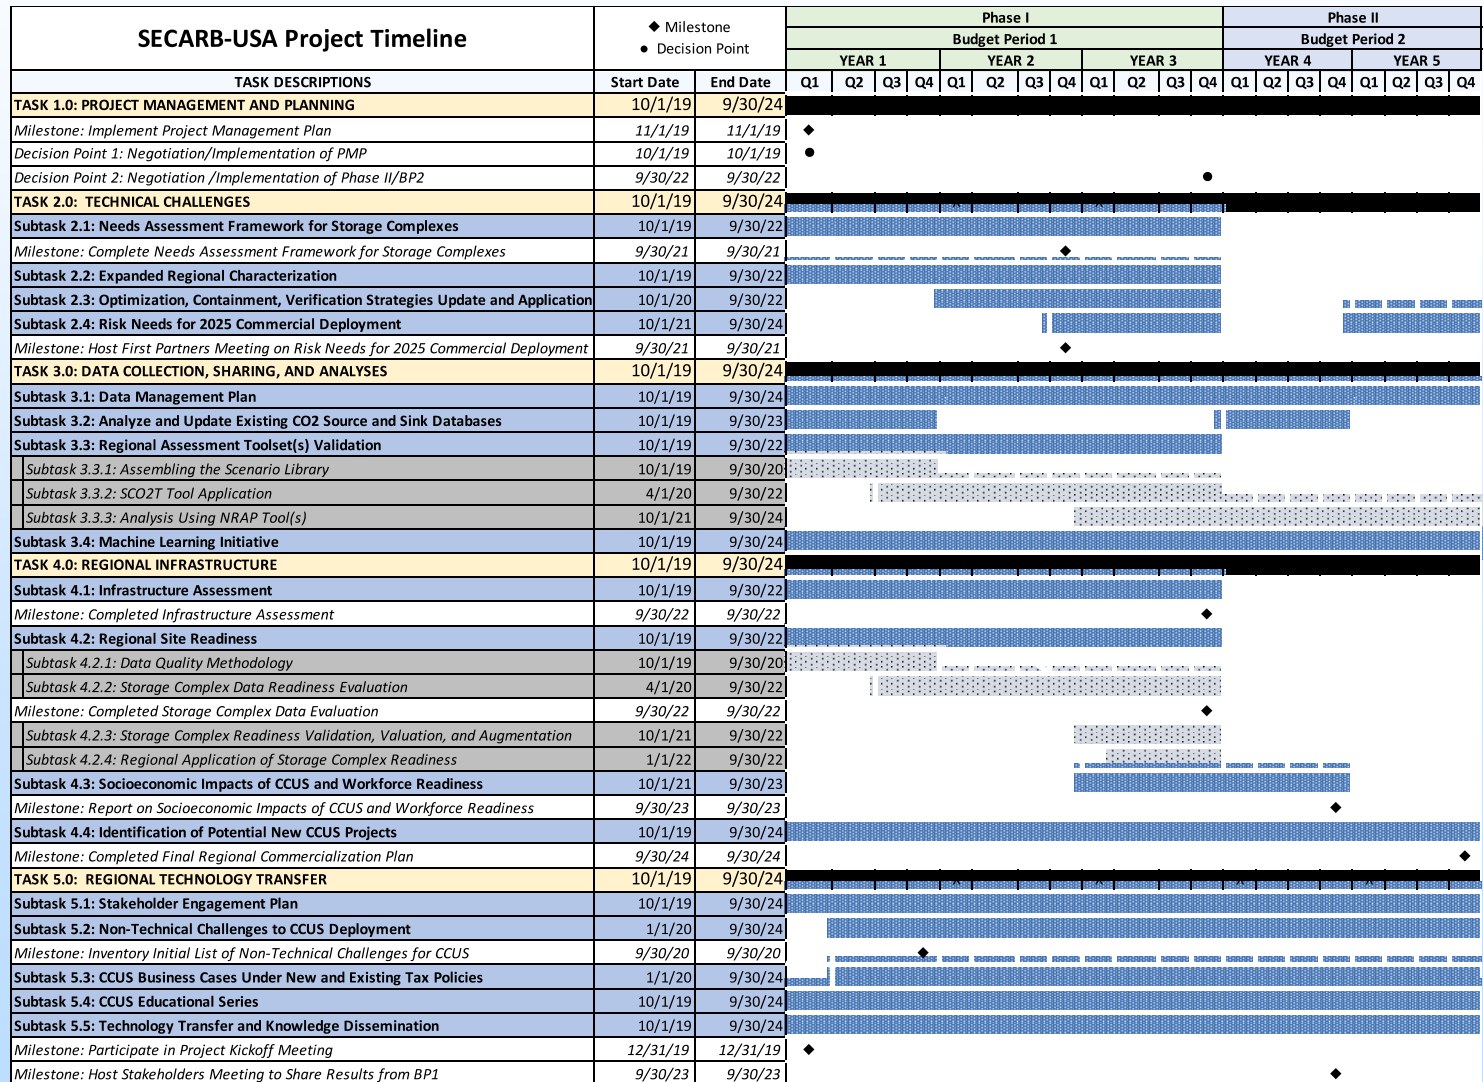 SECARB-USA Project Timeline
◆ Milestone
● Decision Point
Phase I
Phase II
Budget Period 1
Budget Period 2
YEAR 1 YEAR 2 YEAR 3 YEAR 4 YEAR 5
TASK DESCRIPTIONS Start Date End Date Q1 Q2 Q3 Q4 Q1 Q2 Q3 Q4 Q1 Q2 Q3 Q4 Q1 Q2 Q3 Q4 Q1 Q2 Q3 Q4
TASK 1.0: PROJECT MANAGEMENT AND PLANNING 10/1/19 9/30/24
Milestone: Implement Project Management Plan 11/1/19 11/1/19
Decision Point 1: Negotiation/Implementation of PMP 10/1/19 10/1/19
Decision Point 2: Negotiation /Implementation of Phase II/BP2 9/30/22 9/30/22
TASK 2.0: TECHNICAL CHALLENGES 10/1/19 9/30/24
Subtask 2.1: Needs Assessment Framework for Storage Complexes 10/1/19 9/30/22
Milestone: Complete Needs Assessment Framework for Storage Complexes 9/30/21 9/30/21
Subtask 2.2: Expanded Regional Characterization 10/1/19 9/30/22
Subtask 2.3: Optimization, Containment, Verification Strategies Update and Application 10/1/20 9/30/22
Subtask 2.4: Risk Needs for 2025 Commercial Deployment 10/1/21 9/30/24
Milestone: Host First Partners Meeting on Risk Needs for 2025 Commercial Deployment 9/30/21 9/30/21
TASK 3.0: DATA COLLECTION, SHARING, AND ANALYSES 10/1/19 9/30/24
Subtask 3.1: Data Management Plan 10/1/19 9/30/24
Subtask 3.2: Analyze and Update Existing CO2 Source and Sink Databases 10/1/19 9/30/23
Subtask 3.3: Regional Assessment Toolset(s) Validation 10/1/19 9/30/22
Subtask 3.3.1: Assembling the Scenario Library 10/1/19 9/30/20
Subtask 3.3.2: SCO2T Tool Application 4/1/20 9/30/22
Subtask 3.3.3: Analysis Using NRAP Tool(s) 10/1/21 9/30/24
Subtask 3.4: Machine Learning Initiative 10/1/19 9/30/24
TASK 4.0: REGIONAL INFRASTRUCTURE 10/1/19 9/30/24
Subtask 4.1: Infrastructure Assessment 10/1/19 9/30/22
Milestone: Completed Infrastructure Assessment 9/30/22 9/30/22
Subtask 4.2: Regional Site Readiness 10/1/19 9/30/22
Subtask 4.2.1: Data Quality Methodology 10/1/19 9/30/20
Subtask 4.2.2: Storage Complex Data Readiness Evaluation 4/1/20 9/30/22
Milestone: Completed Storage Complex Data Evaluation 9/30/22 9/30/22
Subtask 4.2.3: Storage Complex Readiness Validation, Valuation, and Augmentation 10/1/21 9/30/22
Subtask 4.2.4: Regional Application of Storage Complex Readiness 1/1/22 9/30/22
Subtask 4.3: Socioeconomic Impacts of CCUS and Workforce Readiness 10/1/21 9/30/23
Milestone: Report on Socioeconomic Impacts of CCUS and Workforce Readiness 9/30/23 9/30/23
Subtask 4.4: Identification of Potential New CCUS Projects 10/1/19 9/30/24
Milestone: Completed Final Regional Commercialization Plan 9/30/24 9/30/24
TASK 5.0: REGIONAL TECHNOLOGY TRANSFER 10/1/19 9/30/24
Subtask 5.1: Stakeholder Engagement Plan 10/1/19 9/30/24
Subtask 5.2: Non-Technical Challenges to CCUS Deployment 1/1/20 9/30/24
Milestone: Inventory Initial List of Non-Technical Challenges for CCUS 9/30/20 9/30/20
Subtask 5.3: CCUS Business Cases Under New and Existing Tax Policies 1/1/20 9/30/24
Subtask 5.4: CCUS Educational Series 10/1/19 9/30/24
Subtask 5.5: Technology Transfer and Knowledge Dissemination 10/1/19 9/30/24
Milestone: Participate in Project Kickoff Meeting 12/31/19 12/31/19
Milestone: Host Stakeholders Meeting to Share Results from BP1 9/30/23 9/30/23